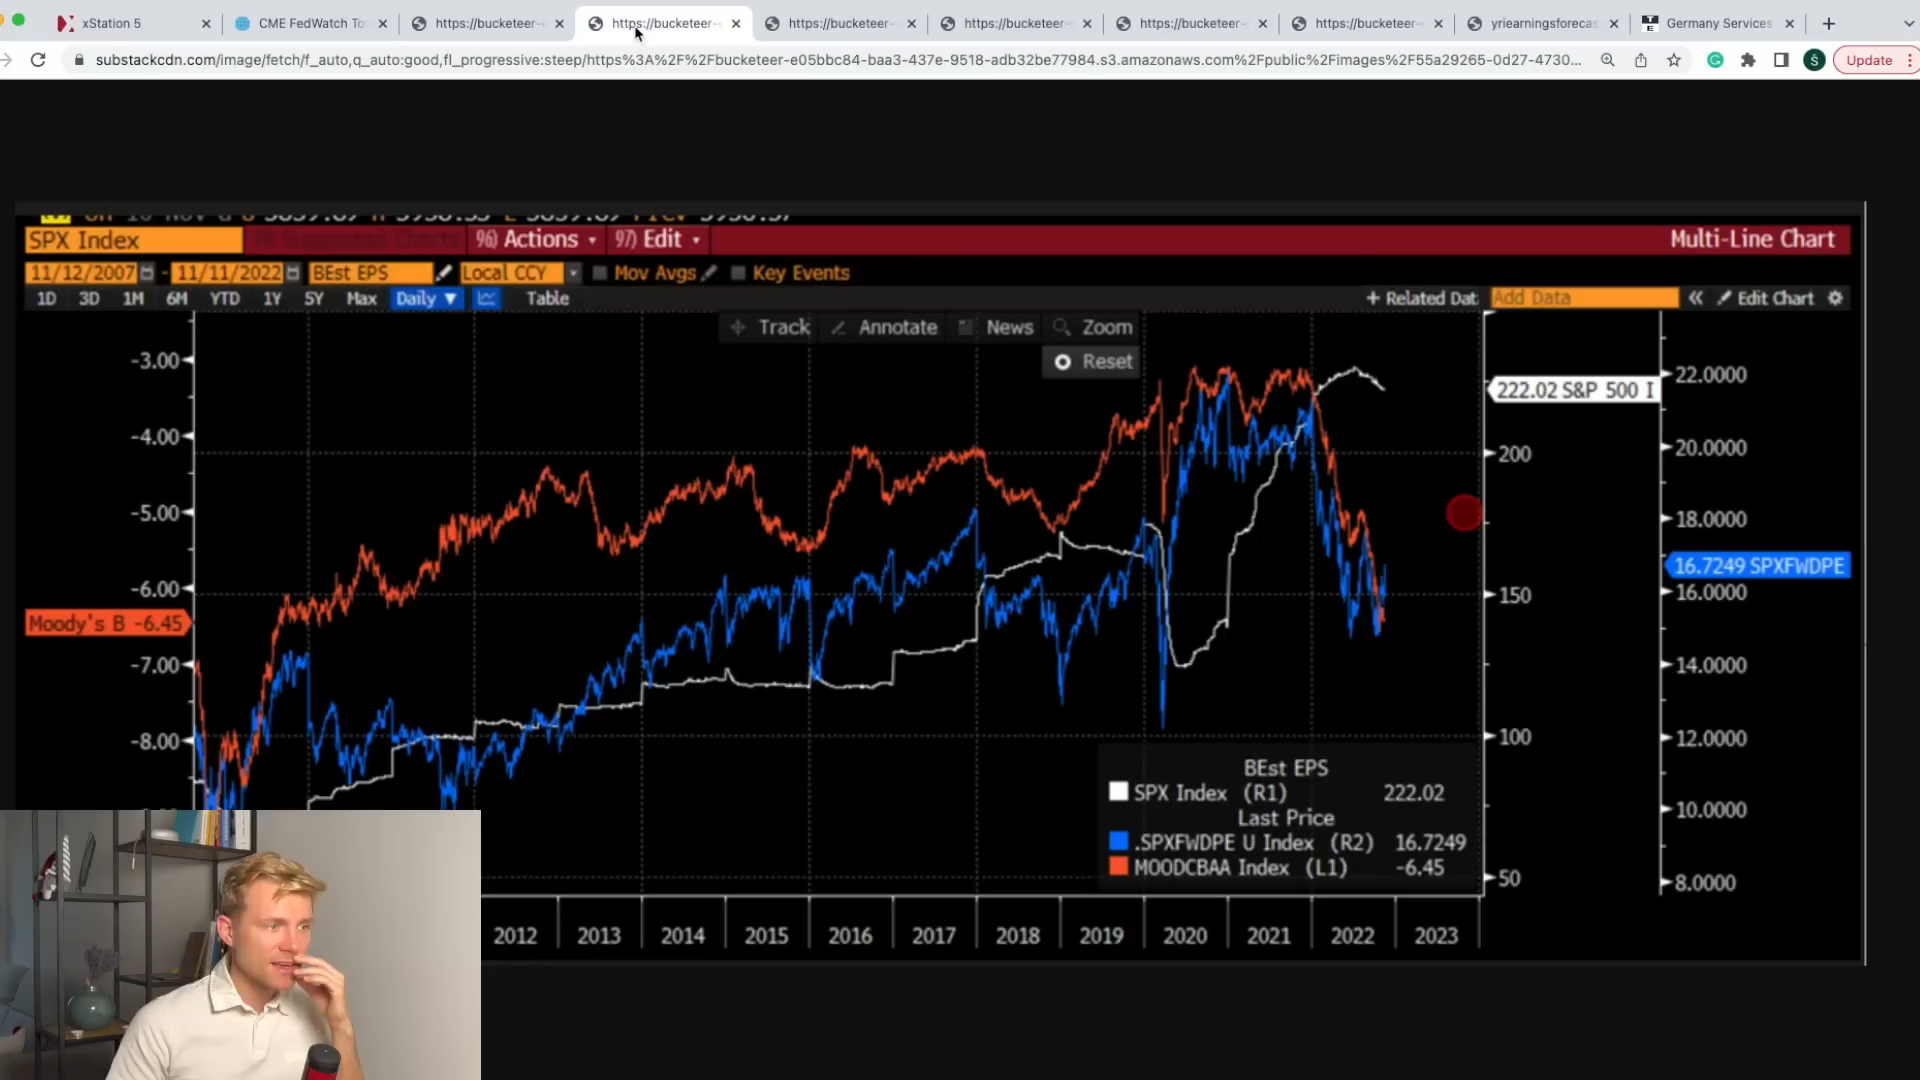 xStation 5
CME FedWatch To
https://bucketeer-
https://bucketeer-
https://bucketeer-
https://bucketeer-
https://bucketeer-
https://bucketeer-
yriearningsforecas
Germany Services
substackcdn.com/image/fetch/f_auto,q_auto:good,fl_progressive:steep/https%3A%2F%2Fbucketeer-e05bbc84-baa3-437e-9518-adb32be77984.s3.amazonaws.com%2Fpublic%2Fimages%2F55a29265-0d27-4730...
Š
Update
SPX Index
96) Actions
97) Edit
Multi-Line Chart
11/12/2007 - 11/11/2022 BEst EPS Local CCY Mov Avgs Key Events
1D 3D 1M 6M YTD 1Y 5Y Max Daily ▼ Table
+ Related Dat Add Data « Edit Chart
Track Annotate News Zoom
Reset
-3.00
-4.00
-5.00
-6.00
Moody's B -6.45
-7.00
-8.00
222.02 S&P 500 I
200
150
100
50
22.0000
20.0000
18.0000
16.7249 SPXFWDPE
16.0000
14.0000
12.0000
10.0000
8.0000
BEst EPS
SPX Index (R1) 222.02
Last Price
.SPXFWDPE U Index (R2) 16.7249
MOODCBAA Index (L1) -6.45
2012 2013 2014 2015 2016 2017 2018 2019 2020 2021 2022 2023